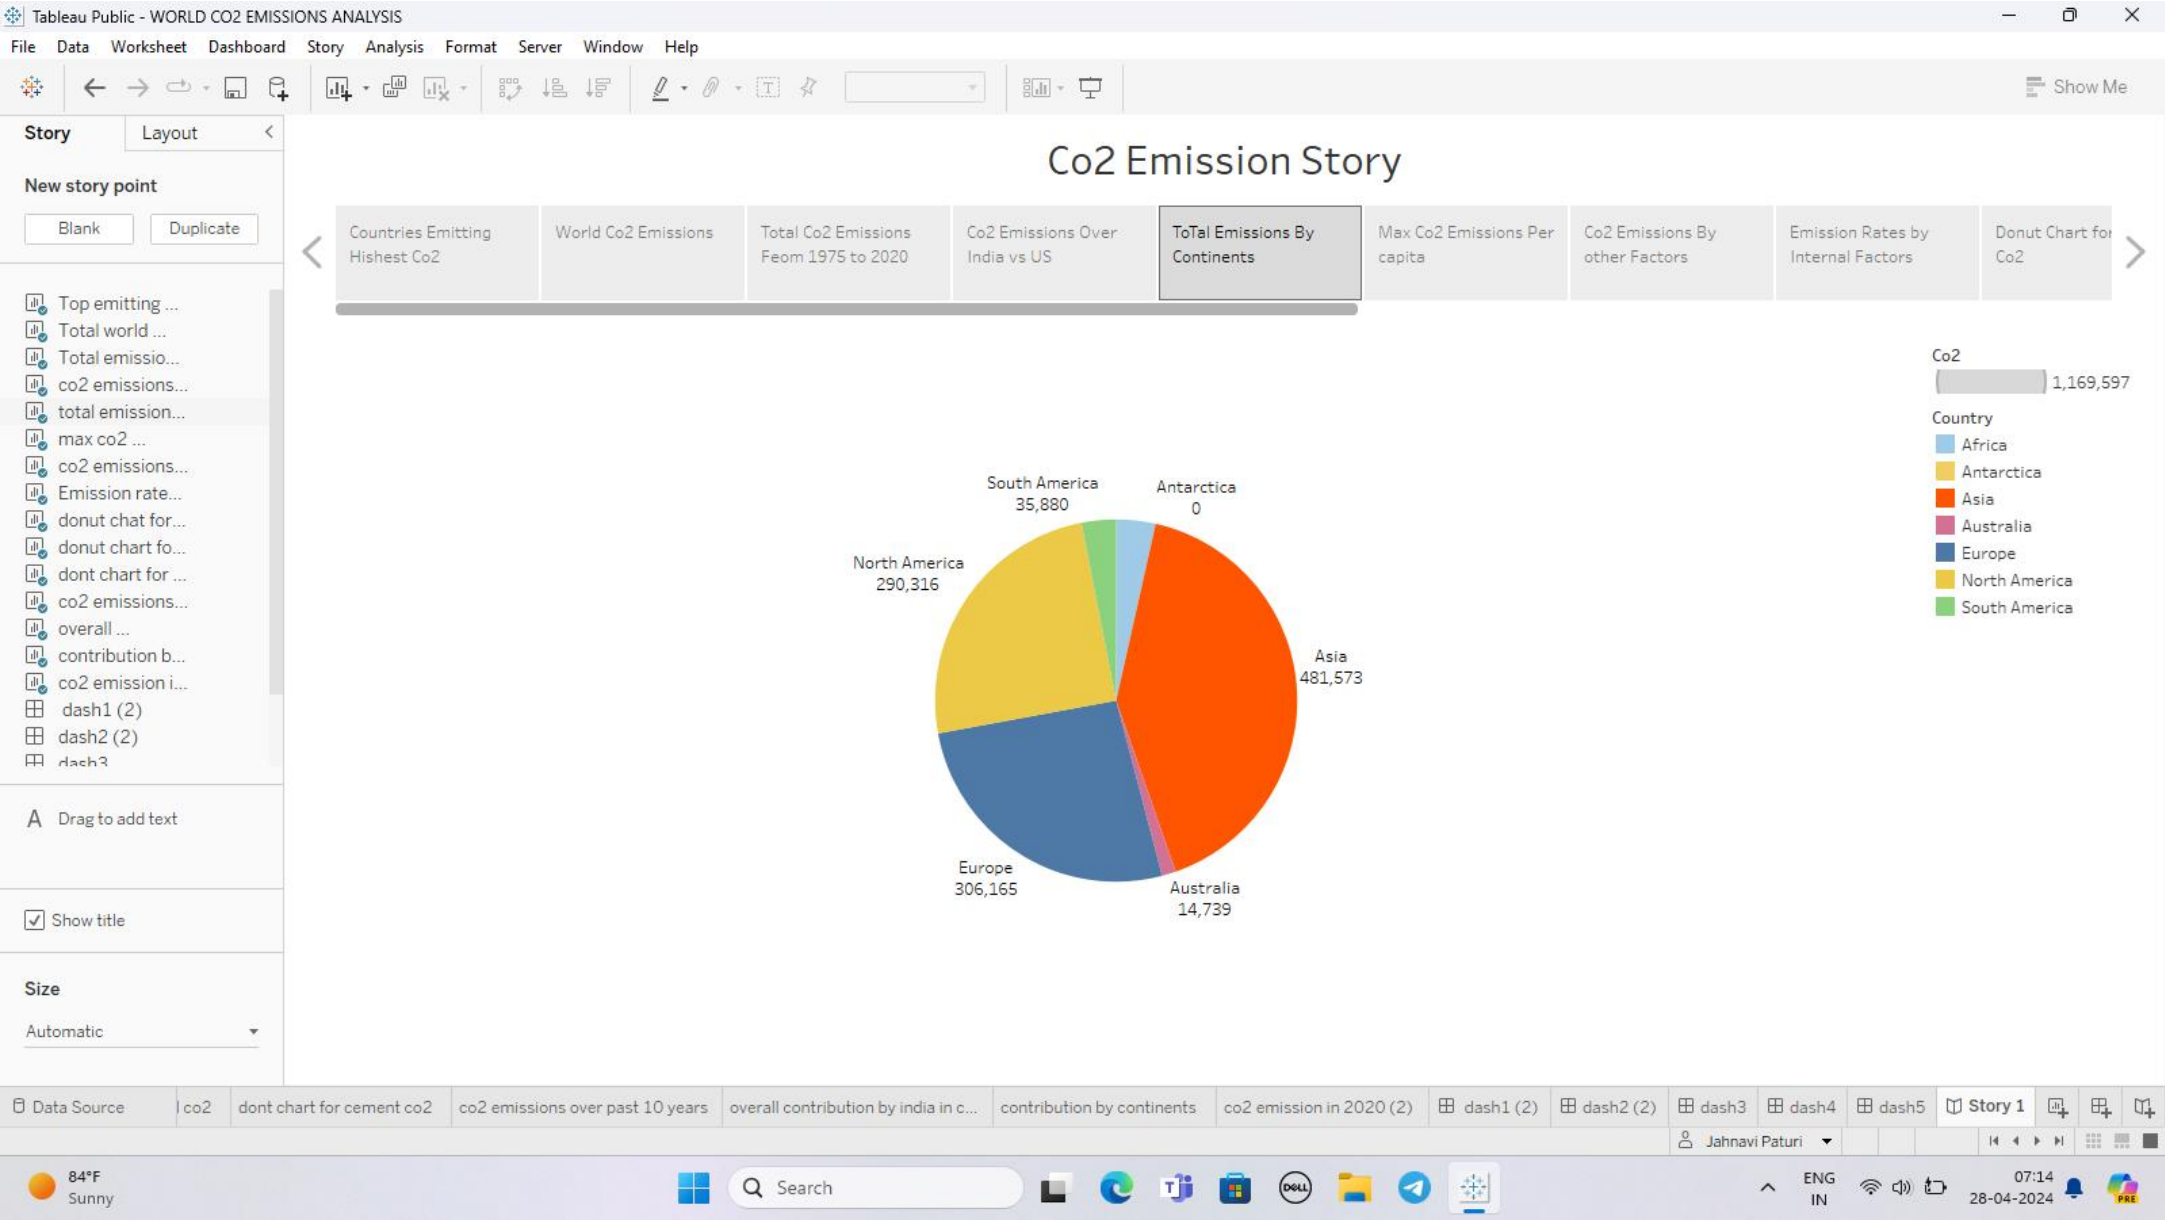 Tableau Public - WORLD CO2 EMISSIONS ANALYSIS
File Data Worksheet Dashboard Story Analysis Format Server Window Help
Show Me
Story Layout
New story point
Blank Duplicate
Top emitting ...
Total world ...
Total emissio...
co2 emissions...
total emission...
max co2 ...
co2 emissions...
Emission rate...
donut chat for...
donut chart fo...
dont chart for ...
co2 emissions...
overall ...
contribution b...
co2 emission i...
dash1 (2)
dash2 (2)
dash3
A Drag to add text
Show title
Size
Automatic
Co2 Emission Story
Countries Emitting
Hishest Co2
World Co2 Emissions
Total Co2 Emissions
Feom 1975 to 2020
Co2 Emissions Over
India vs US
ToTal Emissions By
Continents
Max Co2 Emissions Per
capita
Co2 Emissions By
other Factors
Emission Rates by
Internal Factors
Donut Chart for
Co2
Co2
1,169,597
Country
Africa
Antarctica
Asia
Australia
Europe
North America
South America
South America
35,880
Antarctica
0
North America
290,316
Asia
481,573
Europe
306,165
Australia
14,739
Data Source l co2 dont chart for cement co2 co2 emissions over past 10 years overall contribution by india in c... contribution by continents co2 emission in 2020 (2) dash1 (2) dash2 (2) dash3 dash4 dash5 Story 1
Jahnavi Paturi
84°F
Sunny
Search
DELL
ENG
IN
07:14
28-04-2024
PRE